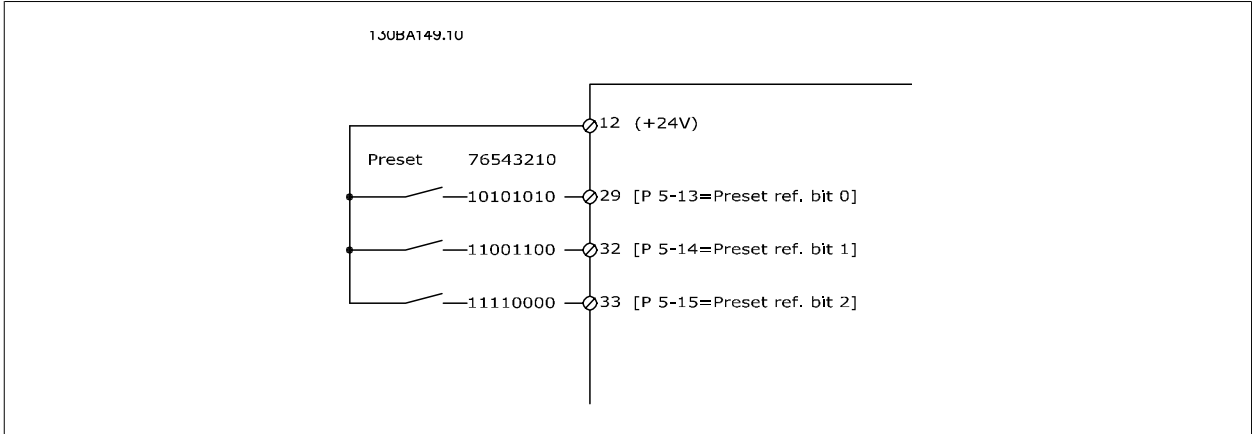 130BA149.10
12 (+24V)
Preset 76543210
10101010 29 [P 5-13=Preset ref. bit 0]
11001100 32 [P 5-14=Preset ref. bit 1]
11110000 33 [P 5-15=Preset ref. bit 2]